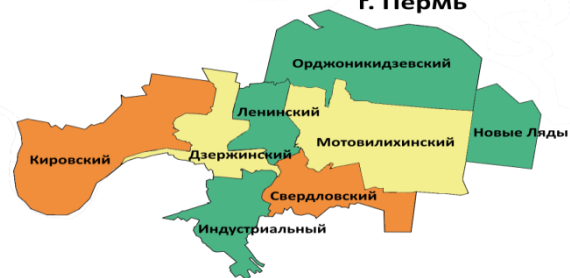 г. Пермь
Орджоникидзевский
Ленинский
Новые Ляды
Мотовилихинский
Дзержинский
Кировский
Свердловский
Индустриальный